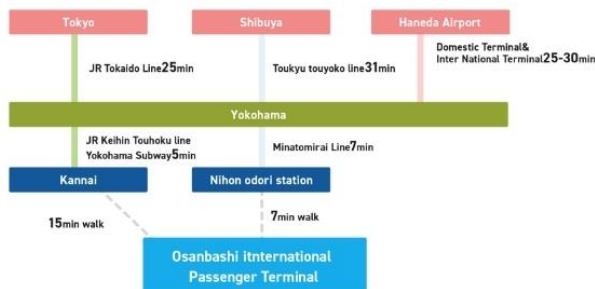 Tokyo
Shibuya
Haneda Airport
JR Tokaido Line25min
Toukyu touyoko line31min
Domestic Terminal&
Inter National Terminal25-30min
Yokohama
JR Keihin Touhoku line
Yokohama Subway5min
Minatomirai Line7min
Kannai
Nihon odori station
15min walk
7min walk
Osanbashi itnternational
Passenger Terminal